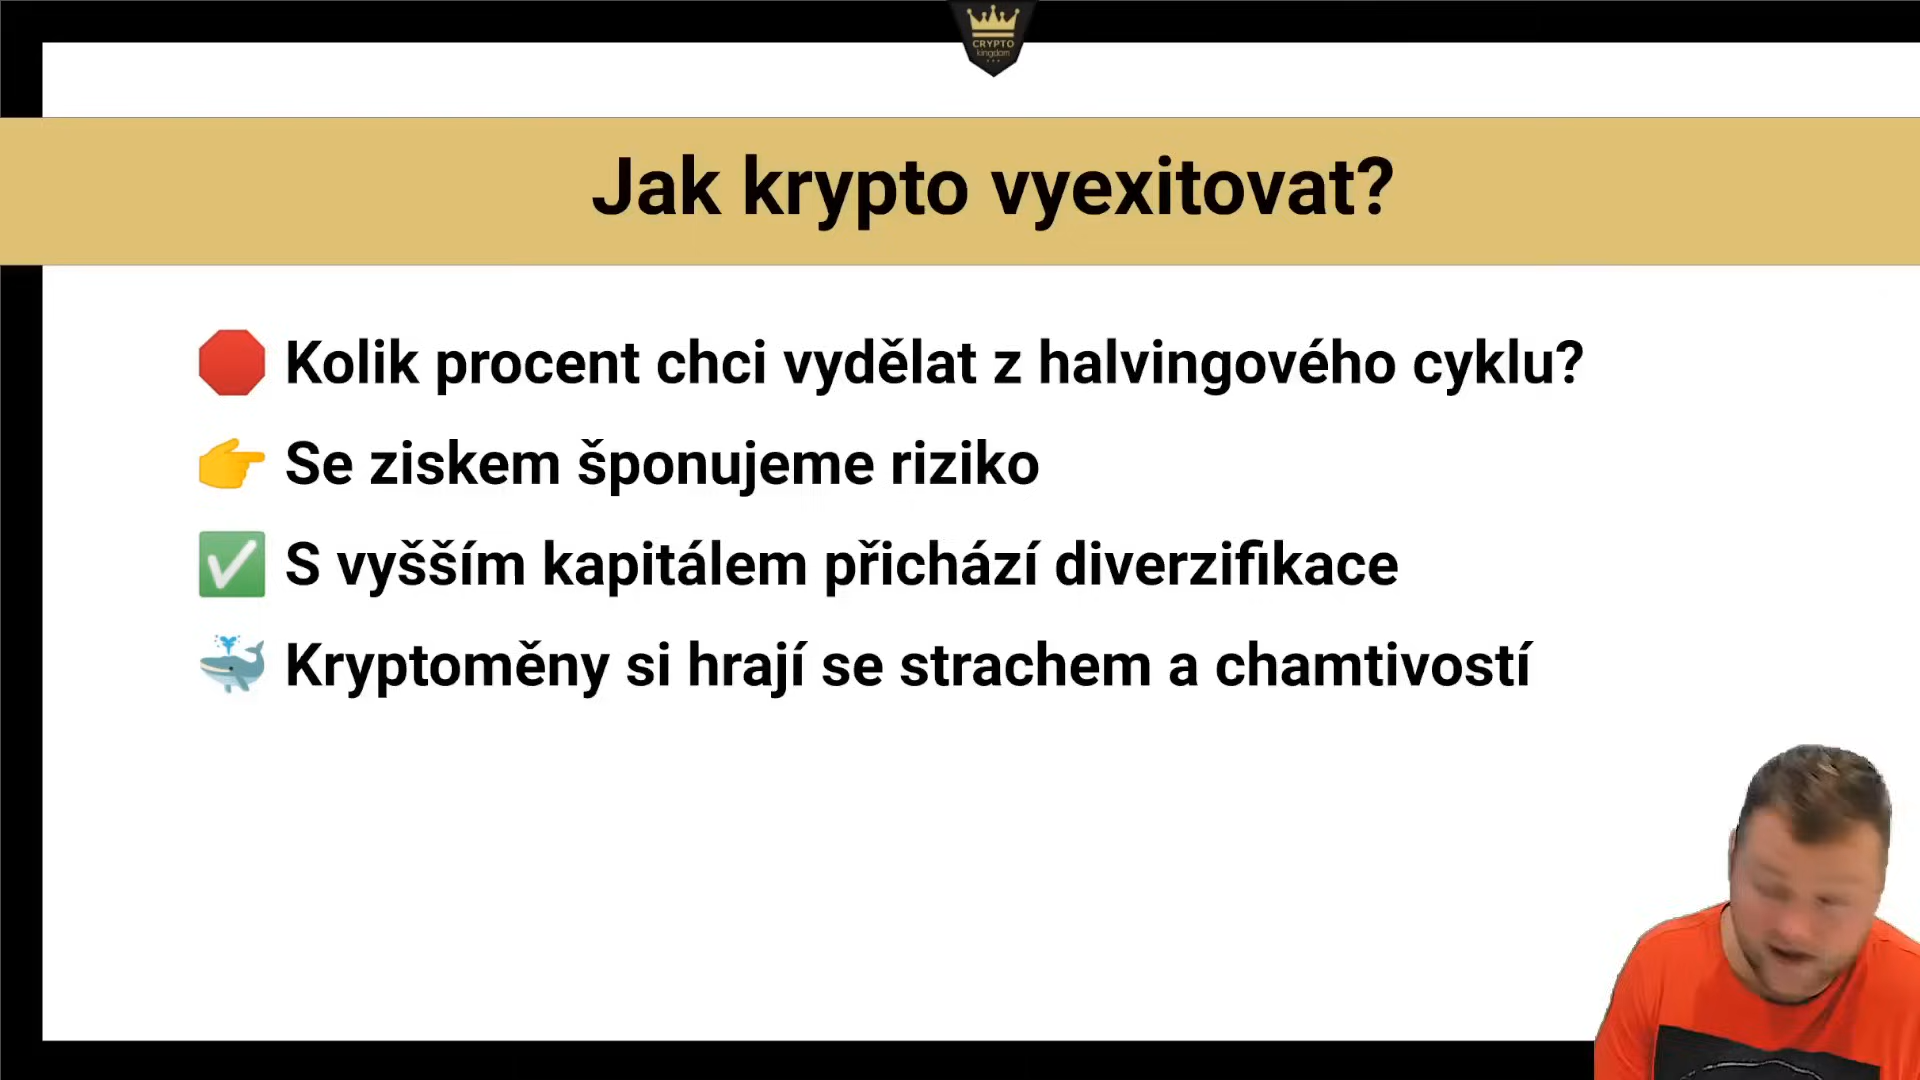 CRYPTO
kingdom
Jak krypto vyexitovat?
Kolik procent chci vydělat z halvingového cyklu?
Se ziskem šponujeme riziko
S vyšším kapitálem přichází diverzifikace
Kryptoměny si hrají se strachem a chamtivostí